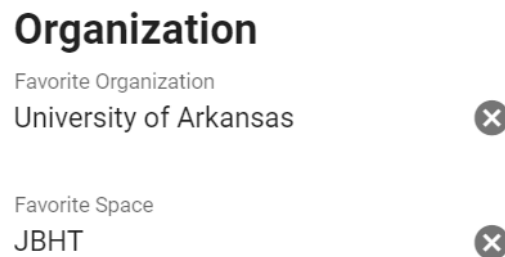 Organization
Favorite Organization
University of Arkansas
Favorite Space
JBHT